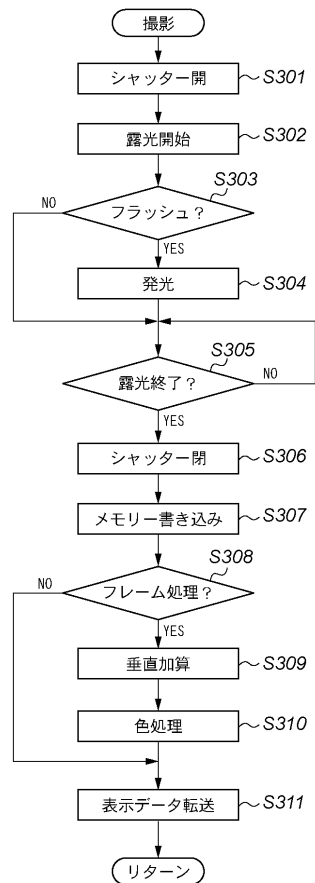 撮影
シャッター開 S301
露光開始 S302
S303
フラッシュ? NO
YES
発光 S304
S305
露光終了? NO
YES
シャッター閉 S306
メモリー書き込み S307
S308
フレーム処理? NO
YES
垂直加算 S309
色処理 S310
表示データ転送 S311
リターン